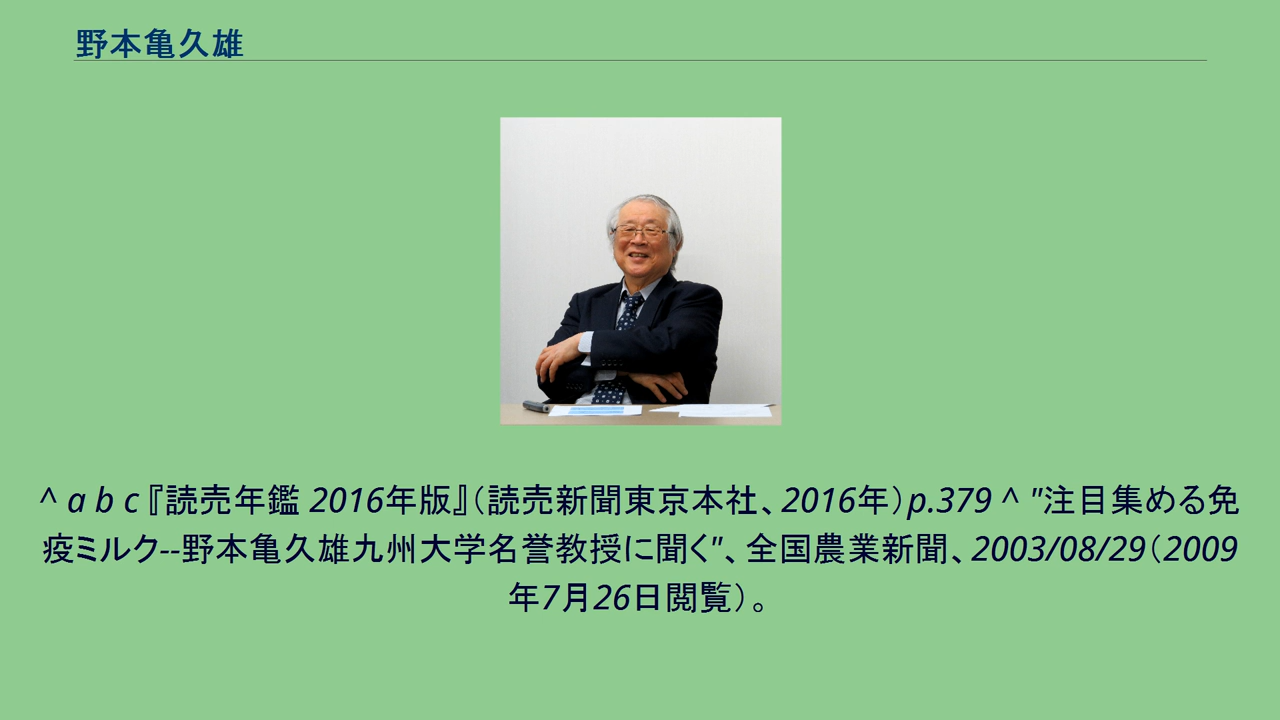 野本亀久雄
^ a b c 『読売年鑑 2016年版』（読売新聞東京本社、2016年）p.379 ^ "注目集める免
疫ミルク--野本亀久雄九州大学名誉教授に聞く"、全国農業新聞、2003/08/29（2009
年7月26日閲覧）。